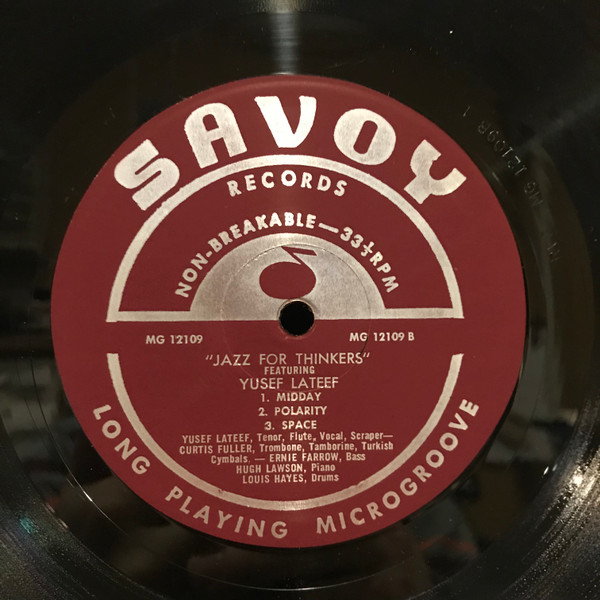 SAVOY
RECORDS
NON-BREAKABLE—33⅓RPM
MG 12109
MG 12109 B
"JAZZ FOR THINKERS"
FEATURING
YUSEF LATEEF
1. MIDDAY
2. POLARITY
3. SPACE
YUSEF LATEEF, Tenor, Flute, Vocal, Scraper—
CURTIS FULLER, Trombone, Tamborine, Turkish
Cymbals. — ERNIE FARROW, Bass
HUGH LAWSON, Piano
LOUIS HAYES, Drums
LONG PLAYING MICROGROOVE